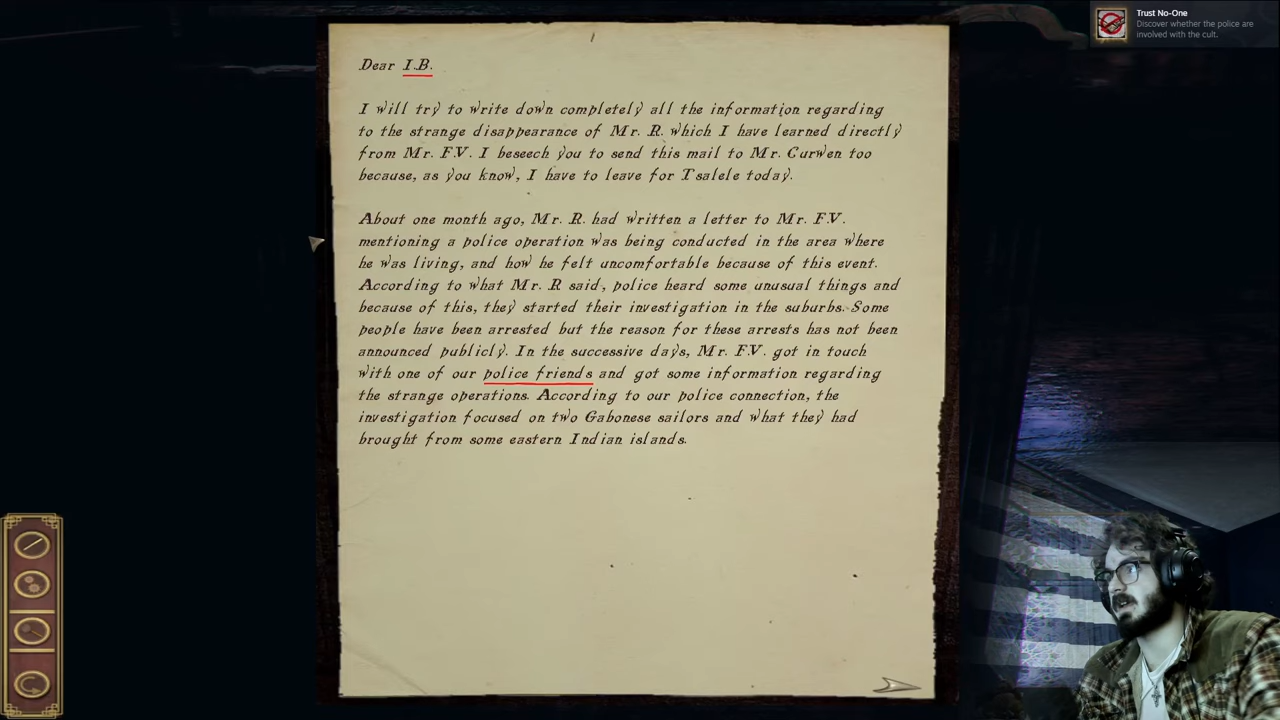 Trust No-One
Discover whether the police are
involved with the cult.
Dear I.B.
I will try to write down completely all the information regarding
to the strange disappearance of Mr. R. which I have learned directly
from Mr. F.V. I beseech you to send this mail to Mr. Curwen too
because, as you know, I have to leave for Tsalele today.
About one month ago, Mr. R. had written a letter to Mr. F.V.
mentioning a police operation was being conducted in the area where
he was living, and how he felt uncomfortable because of this event.
According to what Mr. R said, police heard some unusual things and
because of this, they started their investigation in the suburbs. Some
people have been arrested but the reason for these arrests has not been
announced publicly. In the successive days, Mr. F.V. got in touch
with one of our police friends and got some information regarding
the strange operations. According to our police connection, the
investigation focused on two Gabonese sailors and what they had
brought from some eastern Indian islands.